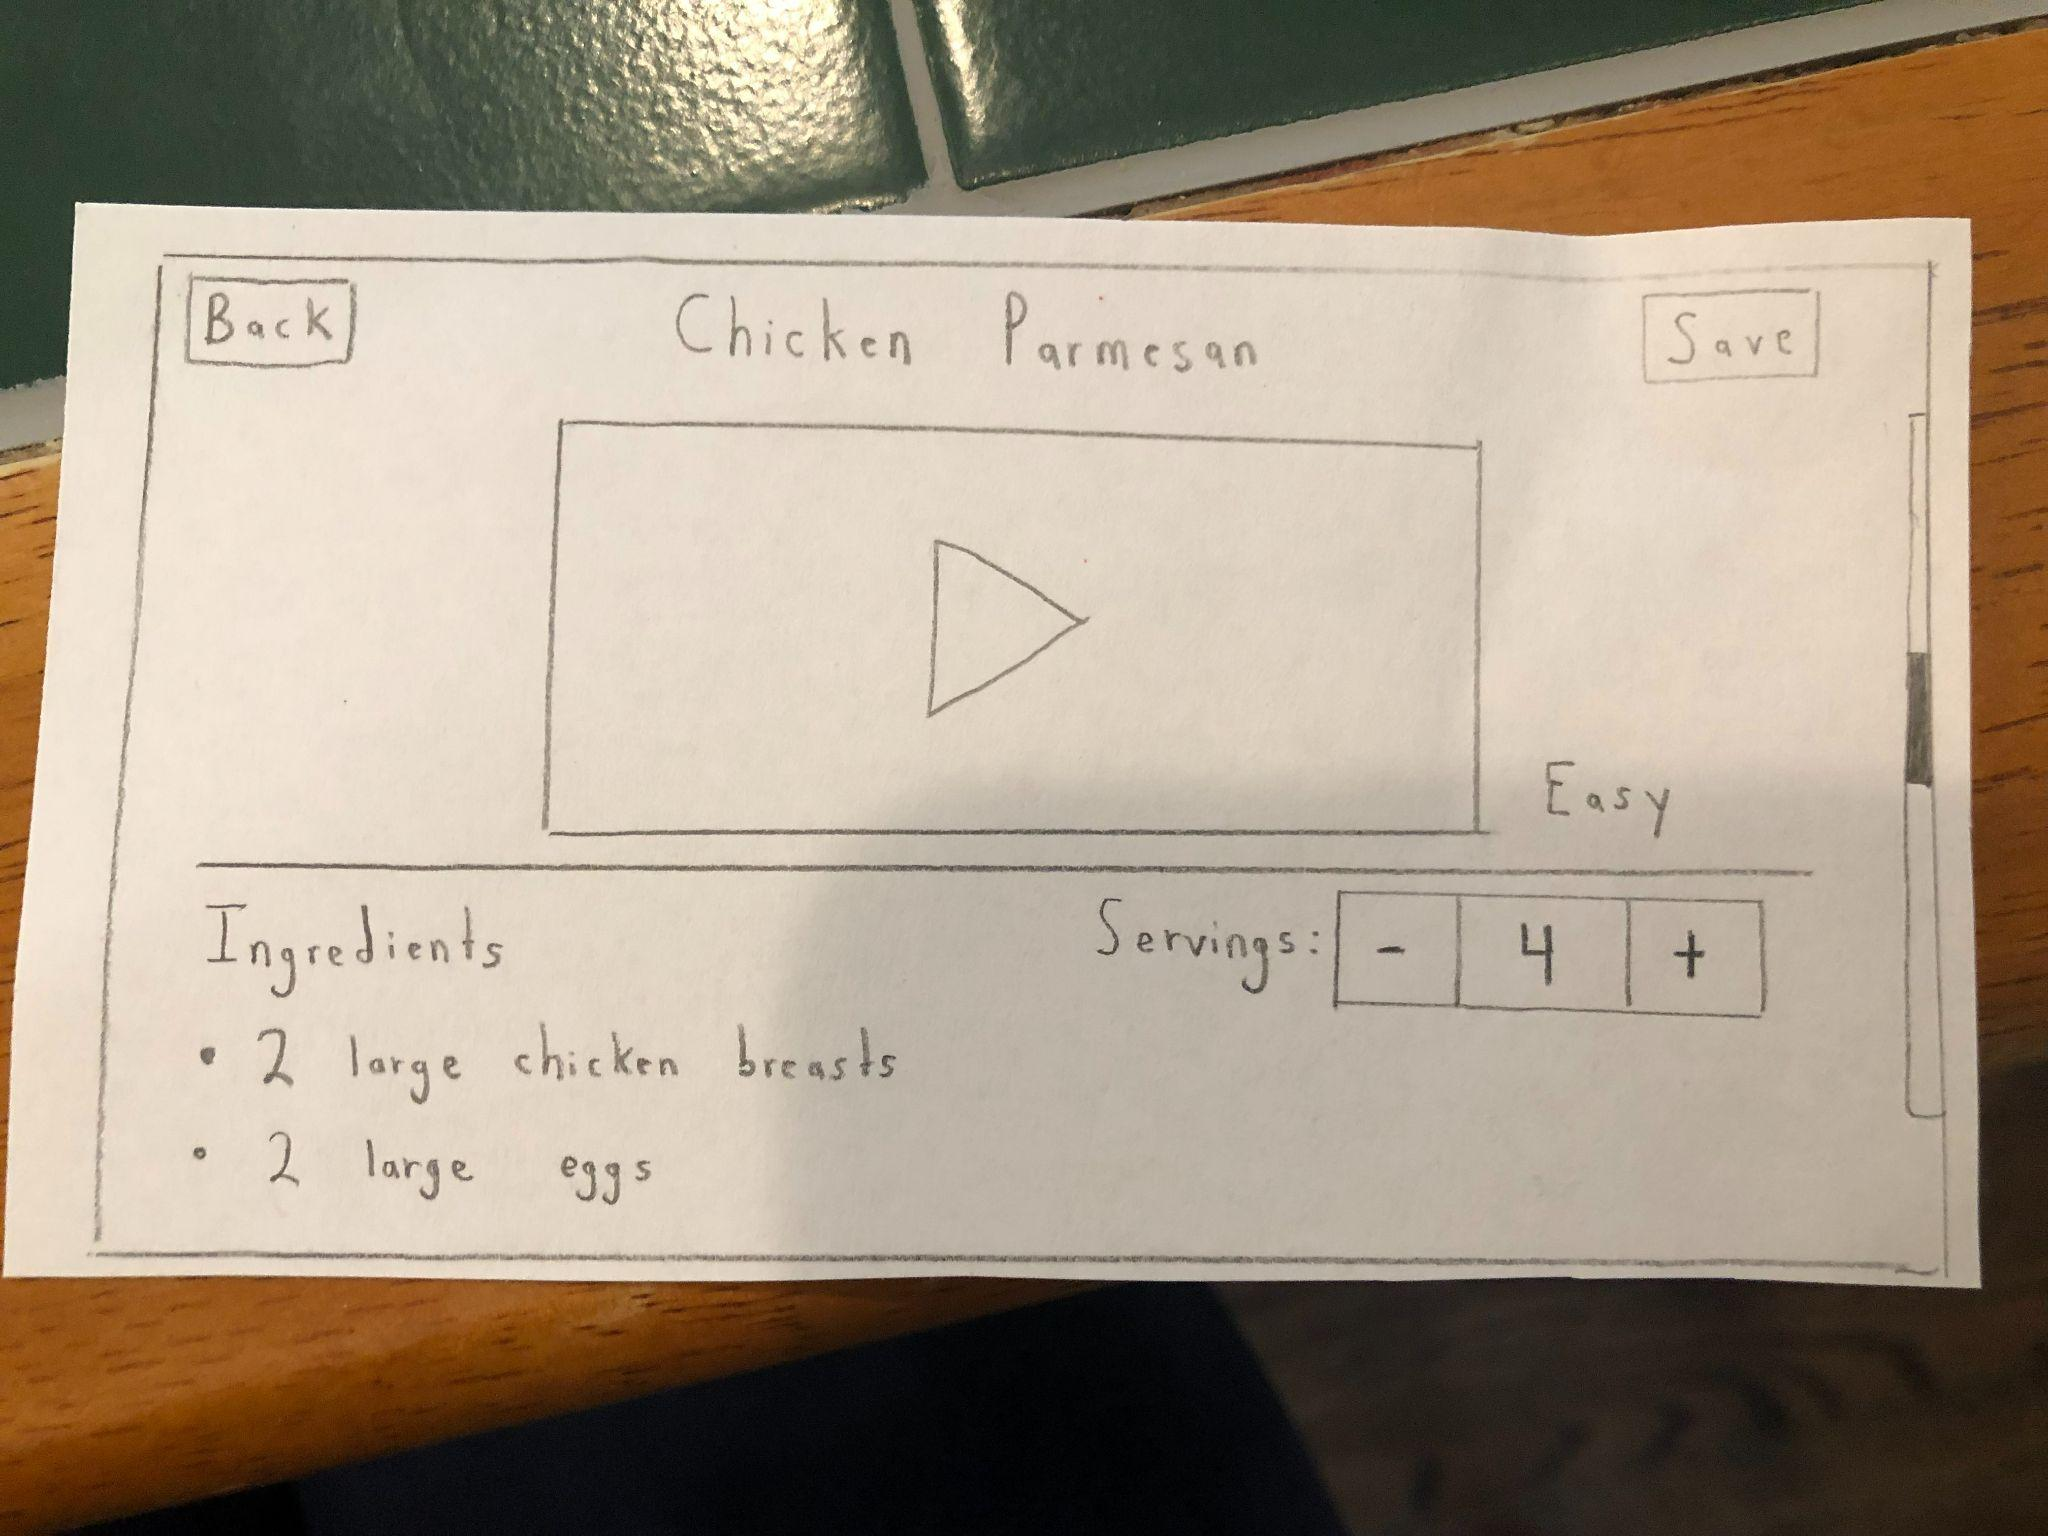 Back Chicken Parmesan Save
Easy
Ingredients Servings: - 4 +
• 2 large chicken breasts
• 2 large eggs